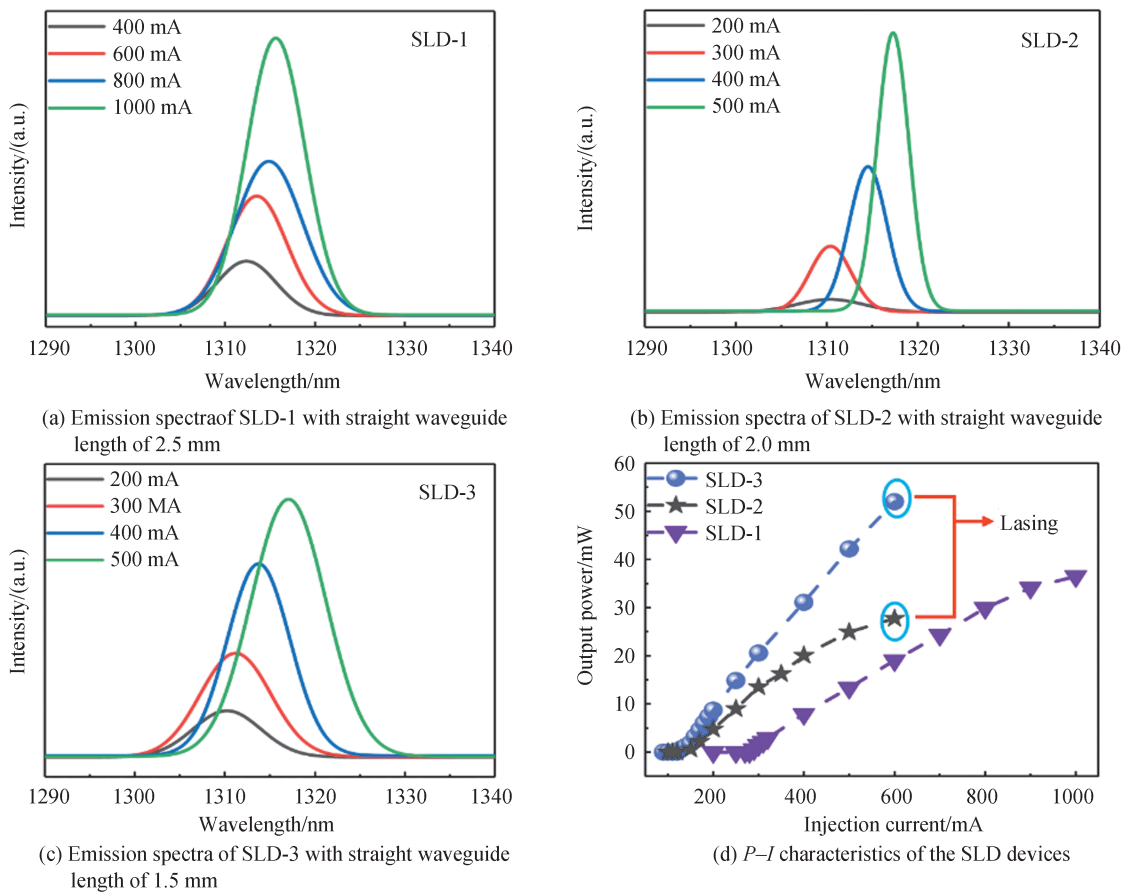 400 mA
600 mA
800 mA
1000 mA
SLD-1
Intensity/(a.u.)
1290 1300 1310 1320 1330 1340
Wavelength/nm
(a) Emission spectraof SLD-1 with straight waveguide
length of 2.5 mm
200 mA
300 mA
400 mA
500 mA
SLD-2
Intensity/(a.u.)
1290 1300 1310 1320 1330 1340
Wavelength/nm
(b) Emission spectra of SLD-2 with straight waveguide
length of 2.0 mm
200 mA
300 MA
400 mA
500 mA
SLD-3
Intensity/(a.u.)
1290 1300 1310 1320 1330 1340
Wavelength/nm
(c) Emission spectra of SLD-3 with straight waveguide
length of 1.5 mm
60
50
40
30
20
10
0
Output power/mW
SLD-3
SLD-2
SLD-1
Lasing
200 400 600 800 1000
Injection current/mA
(d) P–I characteristics of the SLD devices